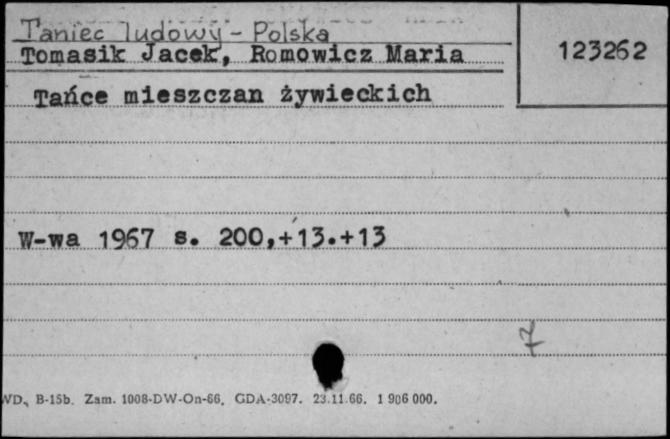 Taniec ludowy - Polska
Tomasik Jacek, Romowicz Maria
123262
Tańce mieszczan żywieckich
W-wa 1967 s. 200,+13.+13
7
WD, B-15b. Zam. 1008-DW-On-66. GDA-3097. 23.11.66. 1 906 000.